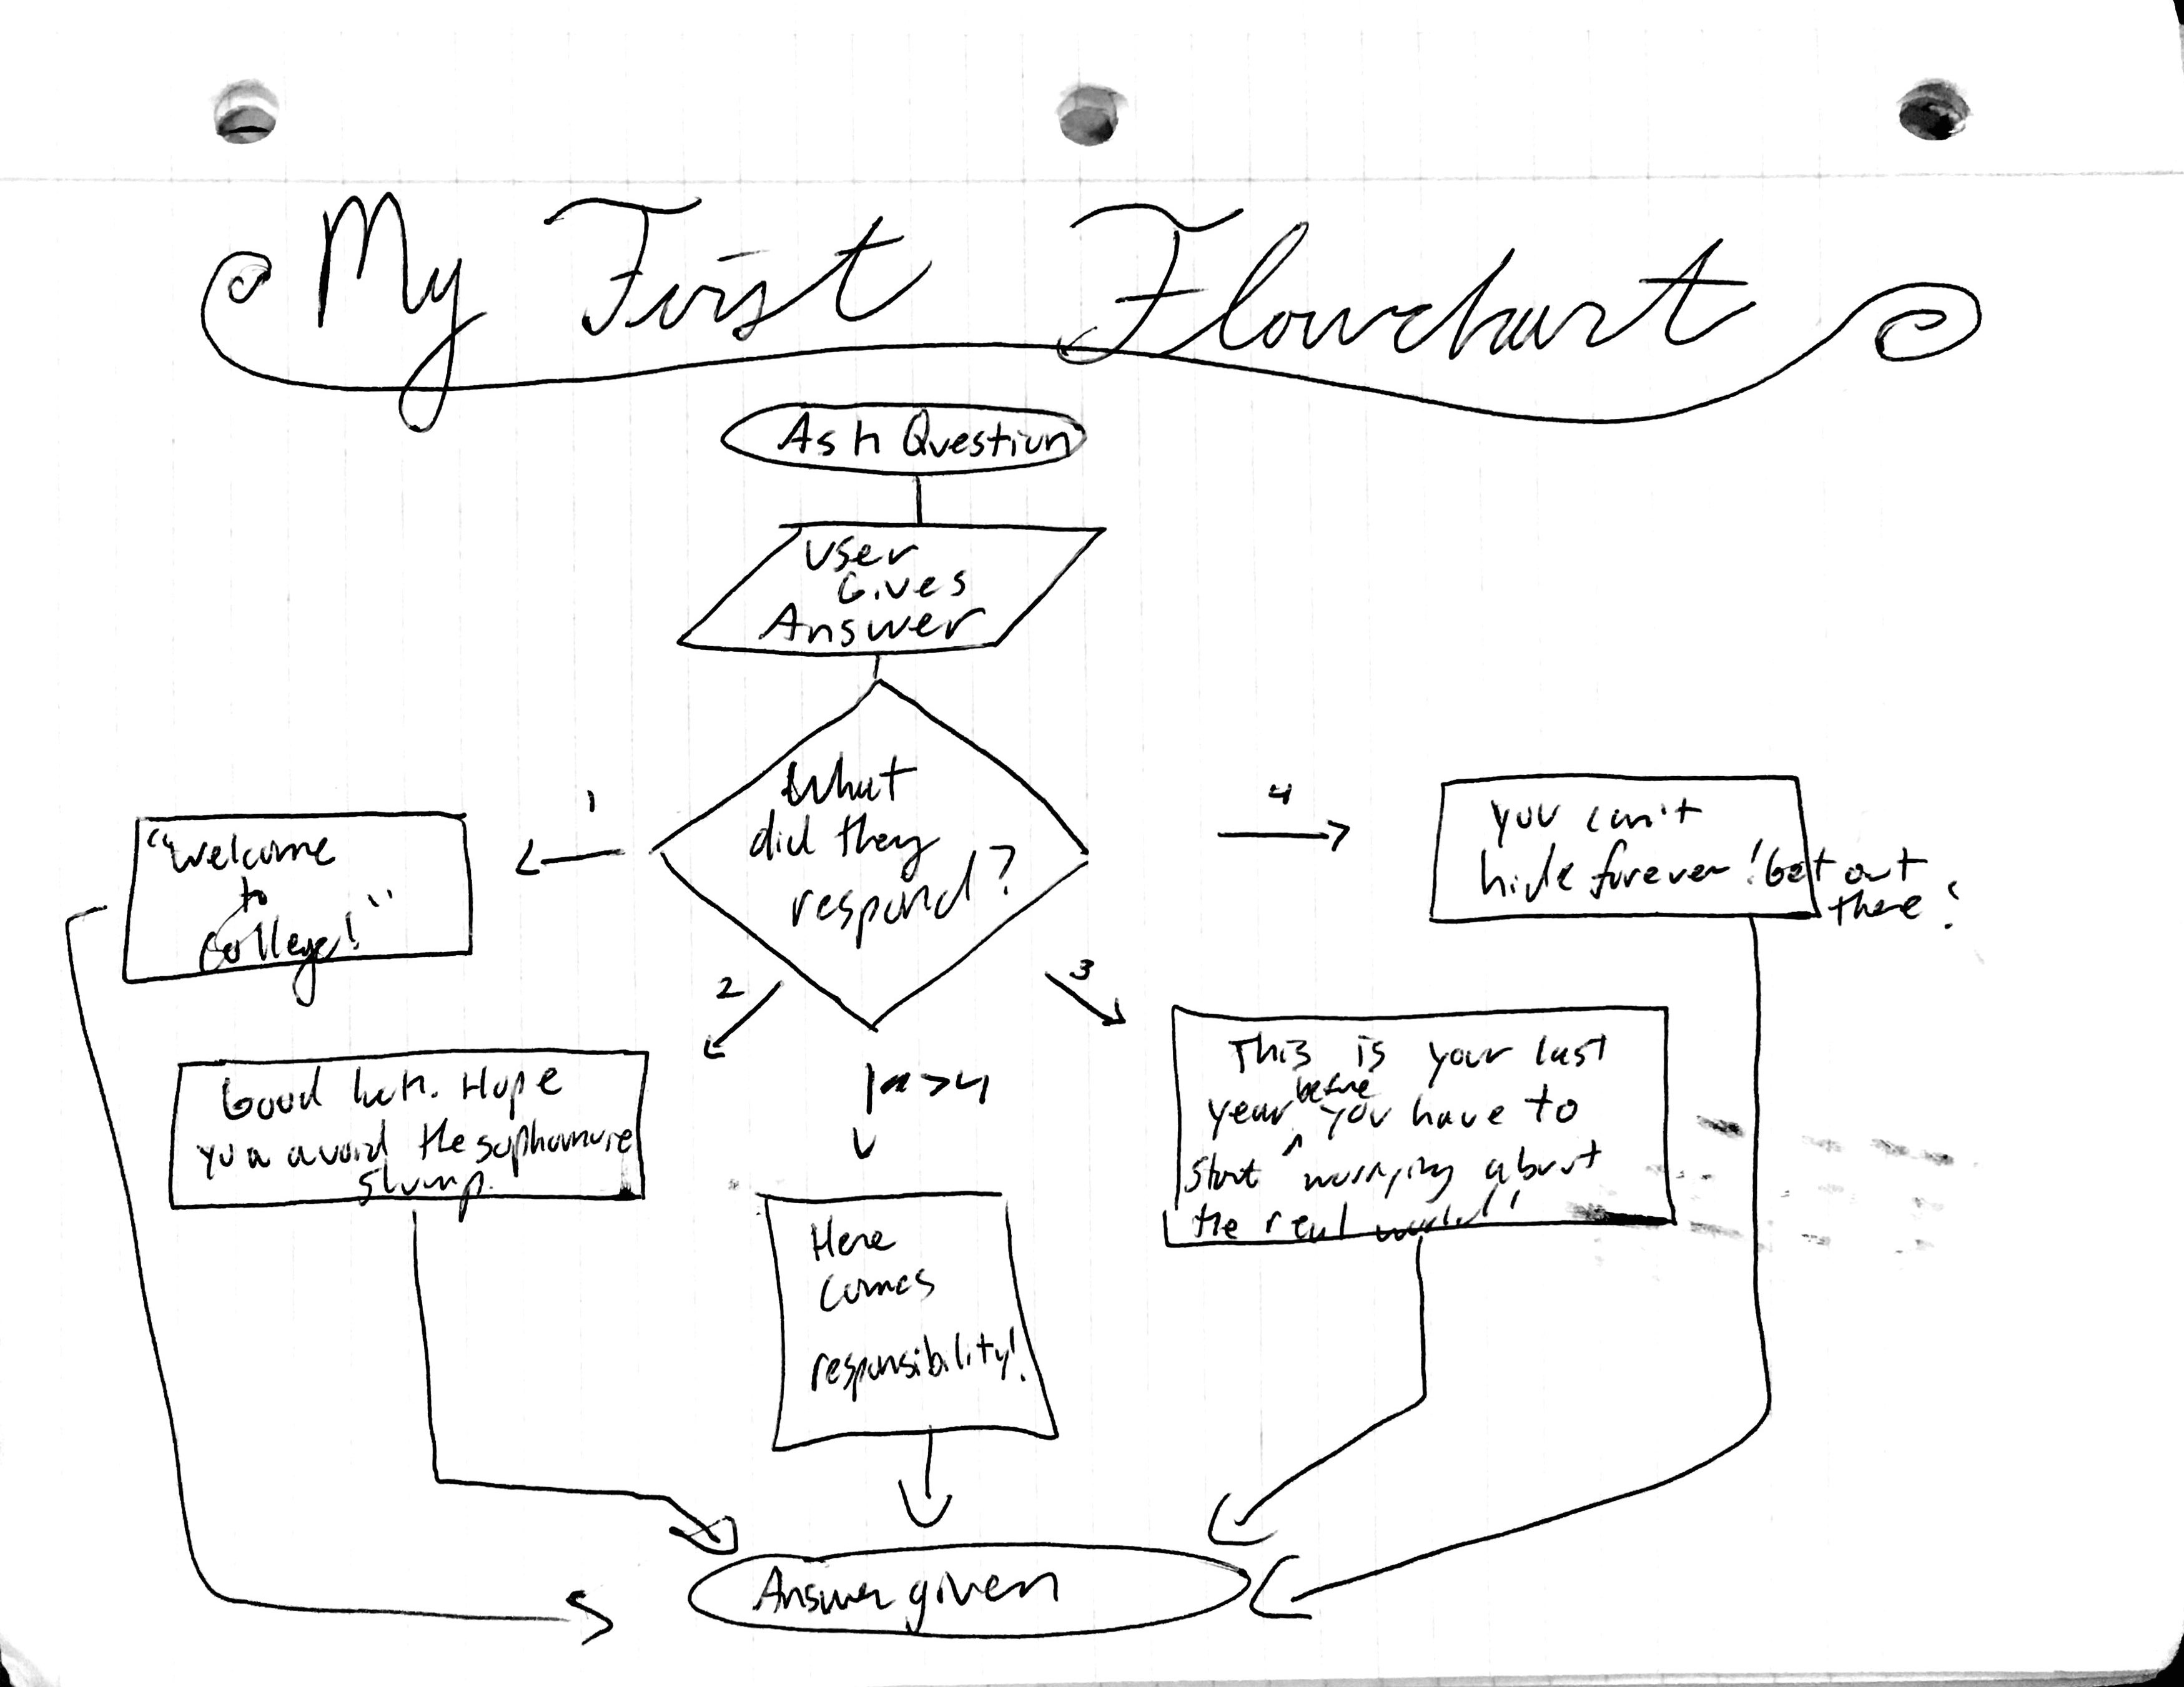 My First Flowchart
Ask Question
User
Gives
Answer
What
did they
respond?
1
"Welcome
to
college!"
2
Good luck. Hope
you avoid the sophomore
slump.
>4
Here
comes
responsibility!
3
This is your last
year before you have to
start worrying about
the real world!
4
you can't
hide forever! Get out
there!
Answer given